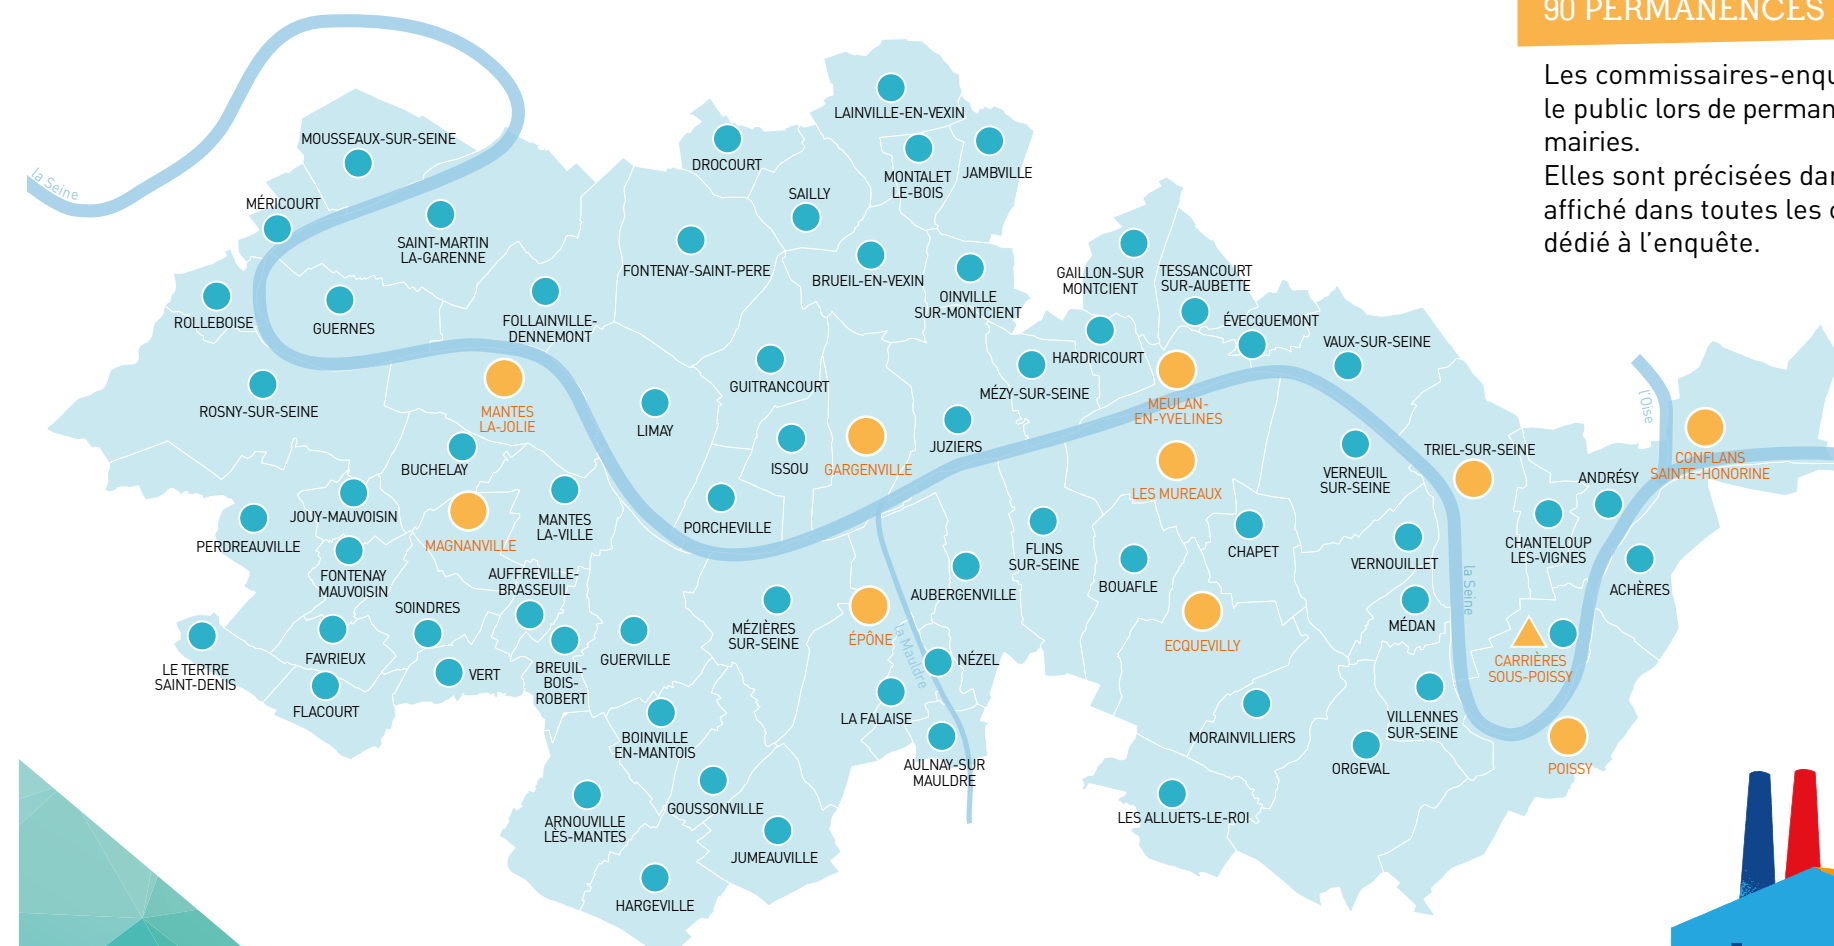 90 PERMANENCES
Les commissaires-enqu
le public lors de perman
mairies.
Elles sont précisées dan
affiché dans toutes les c
dédié à l'enquête.
la Seine
MOUSSEAUX-SUR-SEINE
MÉRICOURT
SAINT-MARTIN
LA-GARENNE
ROLLEBOISE
GUERNES
FOLLAINVILLE-
DENNEMONT
ROSNY-SUR-SEINE
MANTES
LA-JOLIE
BUCHELAY
LIMAY
DROCOURT
SAILLY
FONTENAY-SAINT-PERE
LAINVILLE-EN-VEXIN
MONTALET
LE-BOIS
JAMBVILLE
BRUEIL-EN-VEXIN
OINVILLE
SUR-MONTCIENT
GUITRANCOURT
ISSOU
GARGENVILLE
JUZIERS
PORCHEVILLE
GAILLON-SUR
MONTCIENT
TESSANCOURT
SUR-AUBETTE
ÉVECQUEMONT
HARDRICOURT
MÉZY-SUR-SEINE
MEULAN-
EN-YVELINES
VAUX-SUR-SEINE
LES MUREAUX
VERNEUIL
SUR-SEINE
TRIEL-SUR-SEINE
l'Oise
CONFLANS
SAINTE-HONORINE
ANDRÉSY
CHANTELOUP
LES-VIGNES
ACHÈRES
JOUY-MAUVOISIN
PERDREAUVILLE
MAGNANVILLE
MANTES
LA-VILLE
FONTENAY
MAUVOISIN
AUFFREVILLE-
BRASSEUIL
SOINDRES
LE TERTRE
SAINT-DENIS
FAVRIEUX
VERT
BREUIL-
BOIS-
ROBERT
GUERVILLE
FLACOURT
MÉZIÈRES
SUR-SEINE
ÉPÔNE
la Mauldre
AUBERGENVILLE
NÉZEL
LA FALAISE
AULNAY-SUR
MAULDRE
FLINS
SUR-SEINE
BOUAFLE
CHAPET
ECQUEVILLY
VERNOUILLET
MÉDAN
la Seine
CARRIÈRES
SOUS-POISSY
VILLENNES
SUR-SEINE
POISSY
MORAINVILLIERS
ORGEVAL
LES ALLUETS-LE-ROI
BOINVILLE
EN-MANTOIS
GOUSSONVILLE
ARNOUVILLE
LÈS-MANTES
JUMEAUVILLE
HARGEVILLE